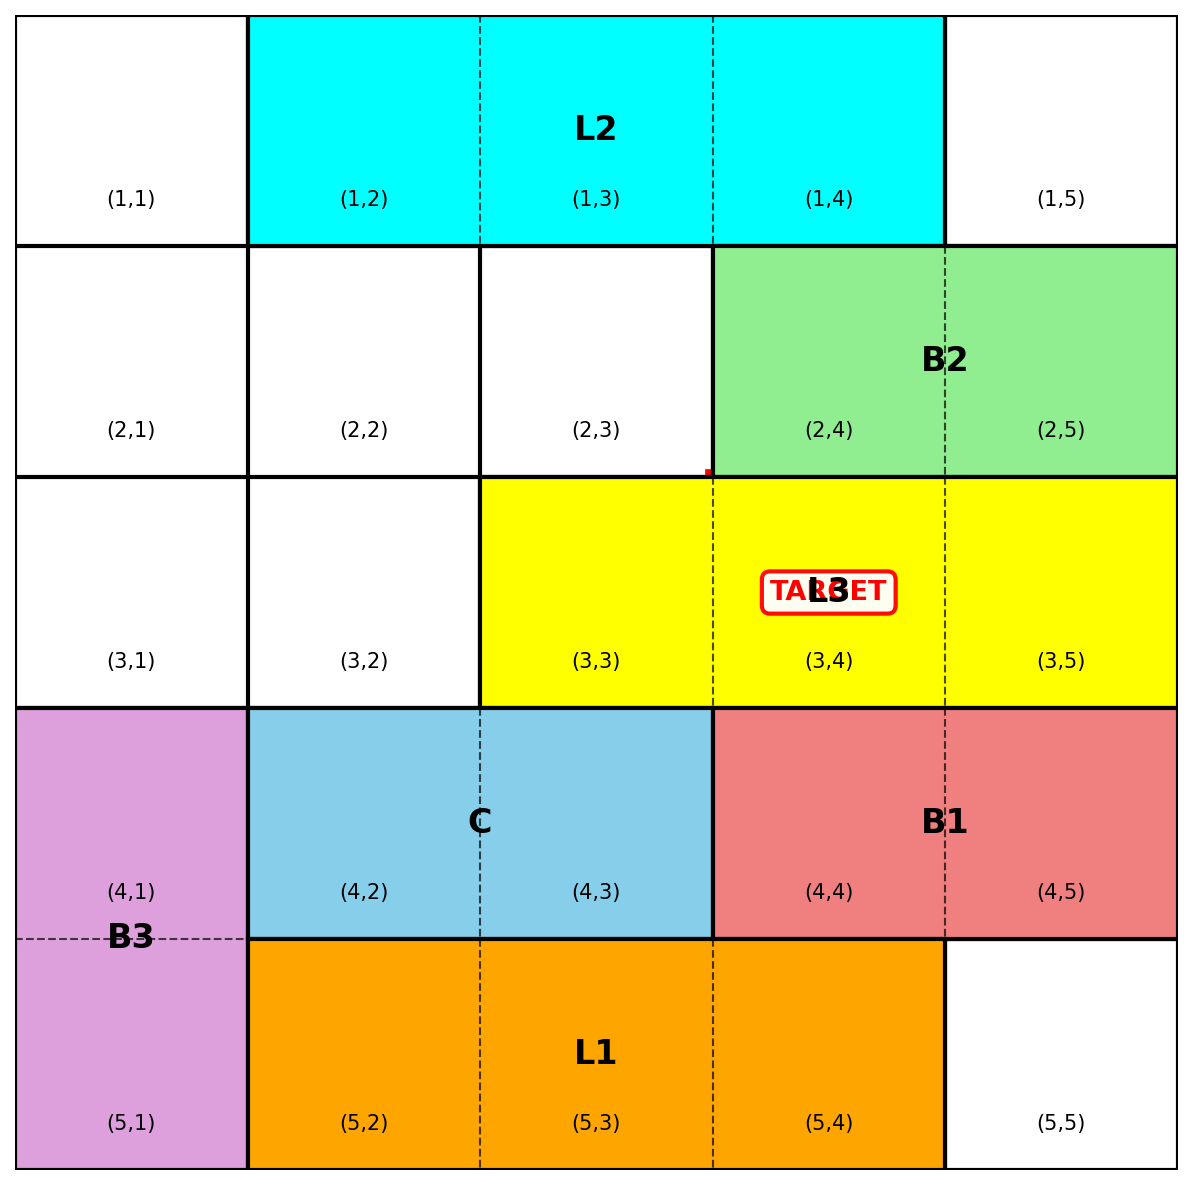 L2
(1,1) (1,2) (1,3) (1,4) (1,5)
B2
(2,1) (2,2) (2,3) (2,4) (2,5)
TARGET
L3
(3,1) (3,2) (3,3) (3,4) (3,5)
C B1
(4,1) (4,2) (4,3) (4,4) (4,5)
B3
L1
(5,1) (5,2) (5,3) (5,4) (5,5)